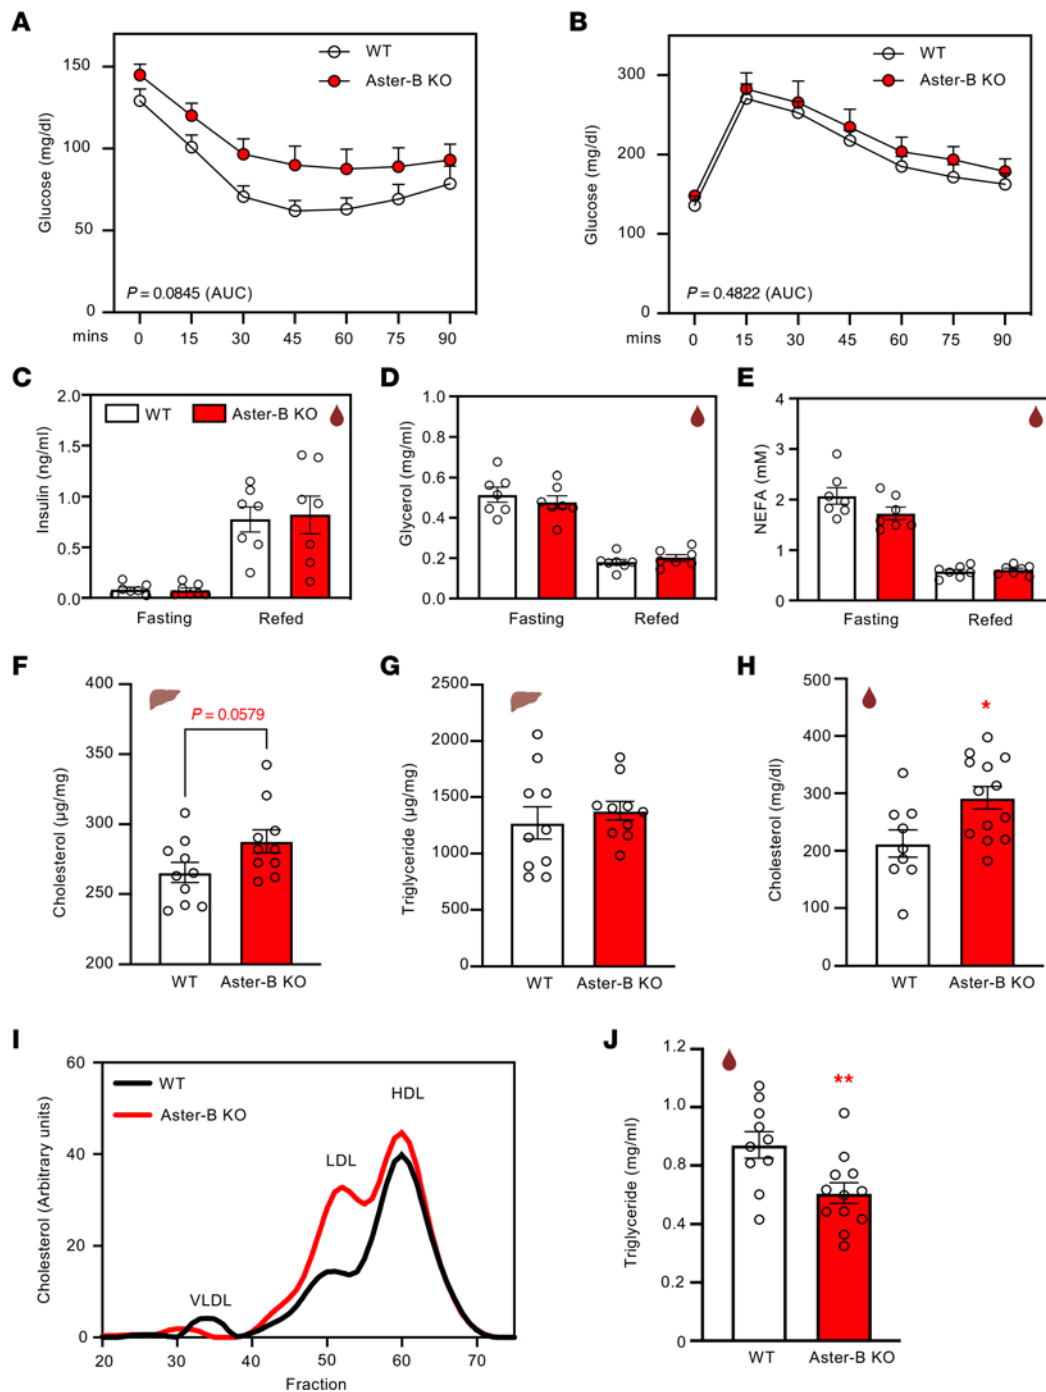 A
WT
Aster-B KO
Glucose (mg/dl)
150
100
50
0
P = 0.0845 (AUC)
mins 0 15 30 45 60 75 90
B
WT
Aster-B KO
Glucose (mg/dl)
300
200
100
0
P = 0.4822 (AUC)
mins 0 15 30 45 60 75 90
C
WT Aster-B KO
Insulin (ng/ml)
2.0
1.5
1.0
0.5
0.0
Fasting Refed
D
Glycerol (mg/ml)
1.0
0.8
0.6
0.4
0.2
0.0
Fasting Refed
E
NEFA (mM)
4
3
2
1
0
Fasting Refed
F
Cholesterol (µg/mg)
400
350
300
250
200
P = 0.0579
WT Aster-B KO
G
Triglyceride (µg/mg)
2500
2000
1500
1000
500
0
WT Aster-B KO
H
Cholesterol (mg/dl)
500
400
300
200
100
0
*
WT Aster-B KO
I
WT
Aster-B KO
Cholesterol (Arbitrary units)
60
40
20
0
VLDL
LDL
HDL
20 30 40 50 60 70
Fraction
J
Triglyceride (mg/ml)
1.2
1.0
0.8
0.4
0.2
0
**
WT Aster-B KO